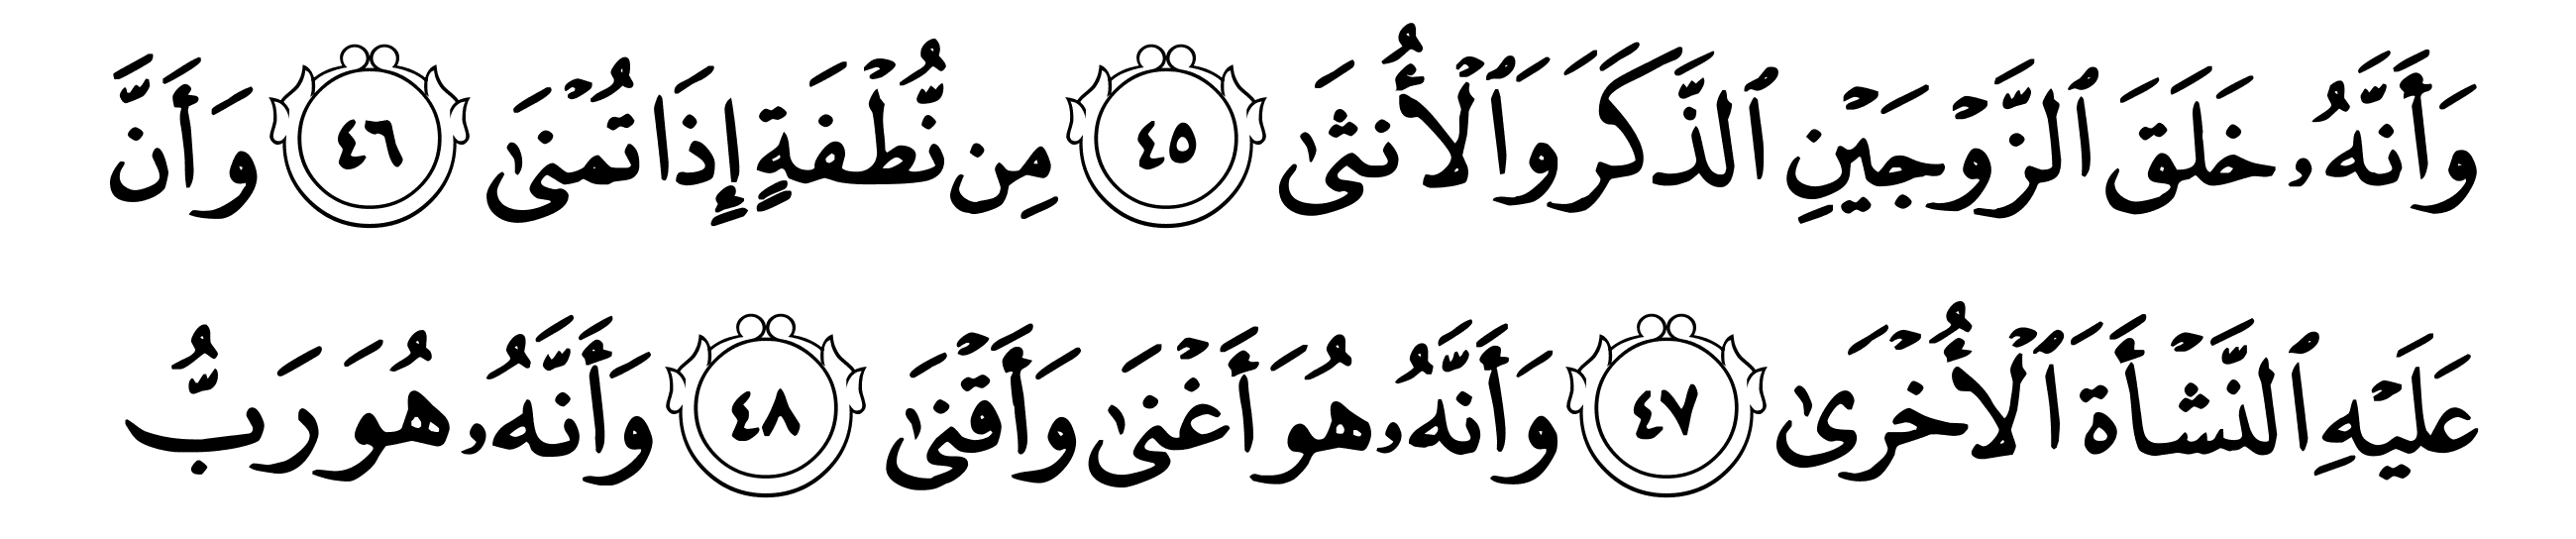 وَأَنَّهُۥ خَلَقَ ٱلزَّوۡجَيۡنِ ٱلذَّكَرَ وَٱلۡأُنثَىٰ ٤٥ مِن نُّطۡفَةٍ إِذَا تُمۡنَىٰ ٤٦ وَأَنَّ
عَلَيۡهِ ٱلنَّشۡأَةَ ٱلۡأُخۡرَىٰ ٤٧ وَأَنَّهُۥ هُوَ أَغۡنَىٰ وَأَقۡنَىٰ ٤٨ وَأَنَّهُۥ هُوَ رَبُّ